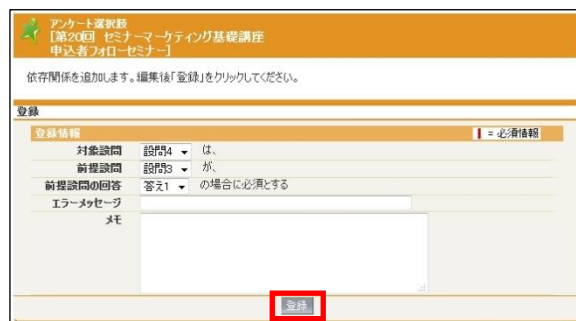 アンケート選択肢
[第20回 セミナーマーケティング基礎講座
申込者フォローセミナー]
依存関係を追加します。編集後「登録」をクリックしてください。
登録
登録情報 = 必須情報
対象設問 設問4 は、
前提設問 設問3 が、
前提設問の回答 答え1 の場合に必須とする
エラーメッセージ
メモ
登録